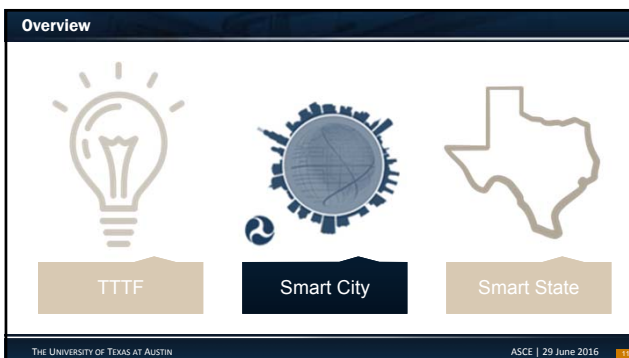 Overview
TTTF
Smart City
Smart State
THE UNIVERSITY OF TEXAS AT AUSTIN
ASCE | 29 June 2016